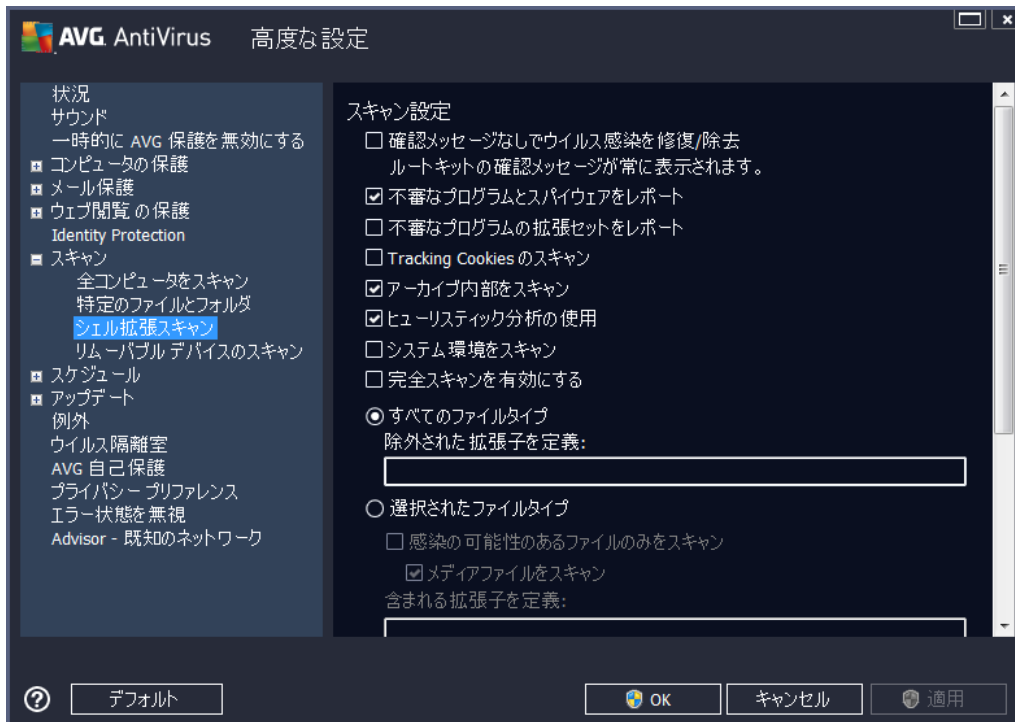 AVG. AntiVirus 高度な設定
状況
サウンド
一時的に AVG 保護を無効にする
コンピュータの保護
メール保護
ウェブ閲覧 の保護
Identity Protection
スキャン
全コンピュータをスキャン
特定のファイルとフォルダ
シェル拡張スキャン
リムーバブル デバイスのスキャン
スケジュール
アップデート
例外
ウイルス隔離室
AVG 自己保護
プライバシー プリファレンス
エラー状態を無視
Advisor - 既知のネットワーク
スキャン設定
確認メッセージなしでウイルス感染を修復/除去
ルートキットの確認メッセージが常に表示されます。
不審なプログラムとスパイウェアをレポート
不審なプログラムの拡張セットをレポート
Tracking Cookies のスキャン
アーカイブ内部をスキャン
ヒューリスティック分析の使用
システム環境をスキャン
完全スキャンを有効にする
すべてのファイルタイプ
除外された拡張子を定義:
選択されたファイルタイプ
感染の可能性のあるファイルのみをスキャン
メディアファイルをスキャン
含まれる拡張子を定義:
デフォルト
OK
キャンセル
適用